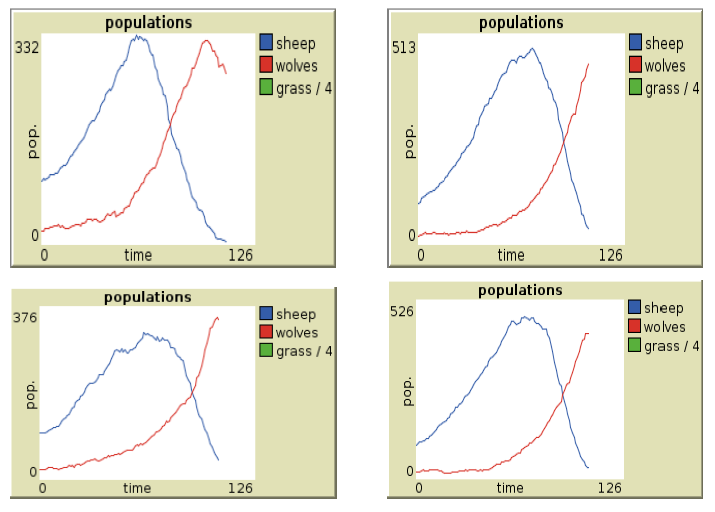 populations
332
sheep
wolves
grass / 4
pop.
0
0 time 126
populations
513
sheep
wolves
grass / 4
pop.
0
0 time 126
populations
376
sheep
wolves
grass / 4
pop.
0
0 time 126
populations
526
sheep
wolves
grass / 4
pop.
0
0 time 126